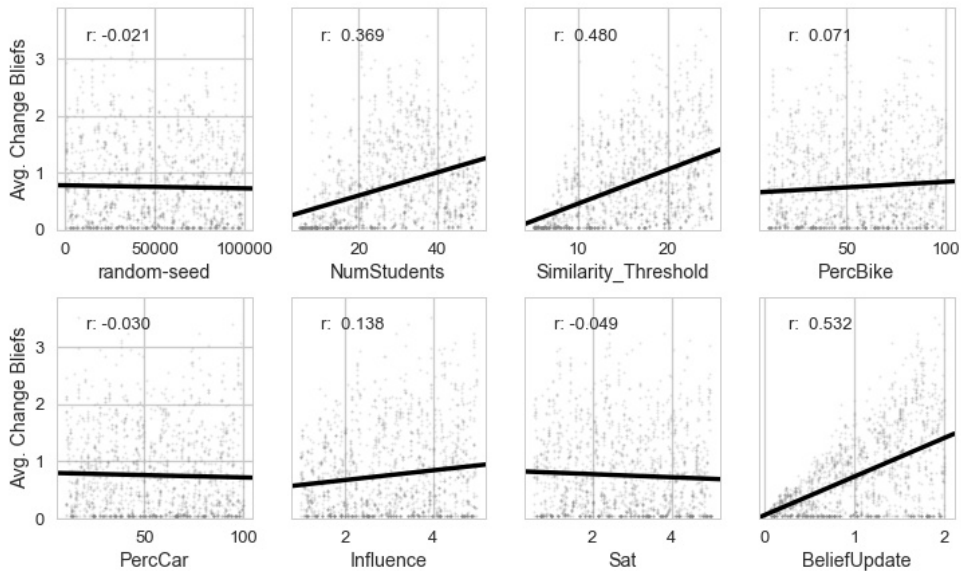 r: -0.021
r: 0.369
r: 0.480
r: 0.071
Avg. Change Bliefs
3
2
1
0
0 50000 100000
20 40
10 20
50 100
random-seed
NumStudents
Similarity_Threshold
PercBike
r: -0.030
r: 0.138
r: -0.049
r: 0.532
Avg. Change Bliefs
3
2
1
0
50 100
2 4
2 4
0 1 2
PercCar
Influence
Sat
BeliefUpdate